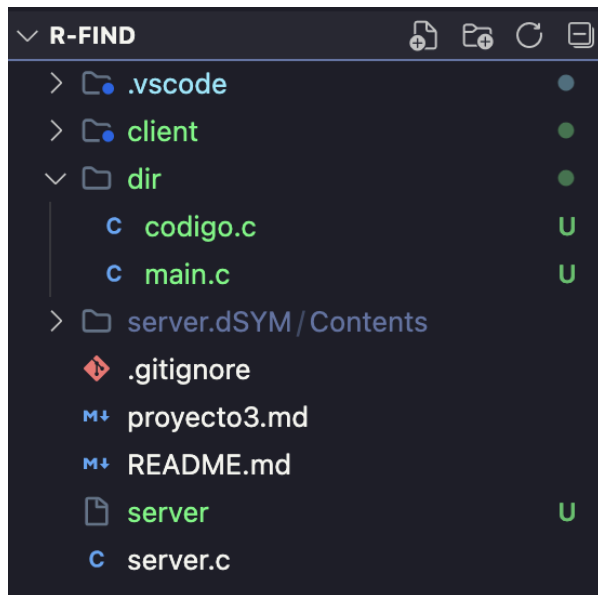 R-FIND
.vscode
client
dir
C codigo.c U
C main.c U
server.dSYM/Contents
.gitignore
M↓ proyecto3.md
M↓ README.md
server U
C server.c